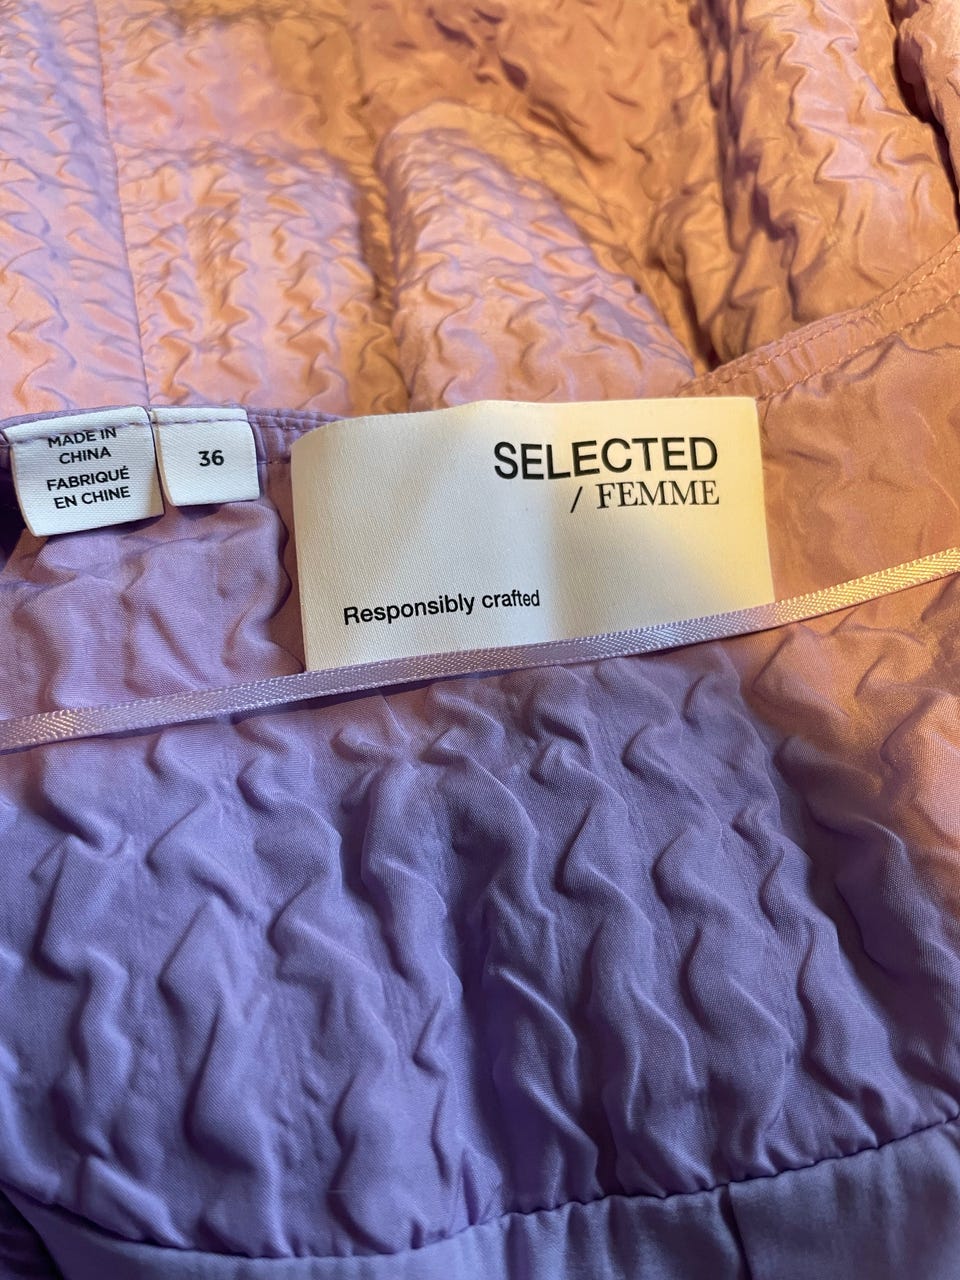 MADE IN
CHINA
FABRIQUÉ
EN CHINE
36
SELECTED
/ FEMME
Responsibly crafted